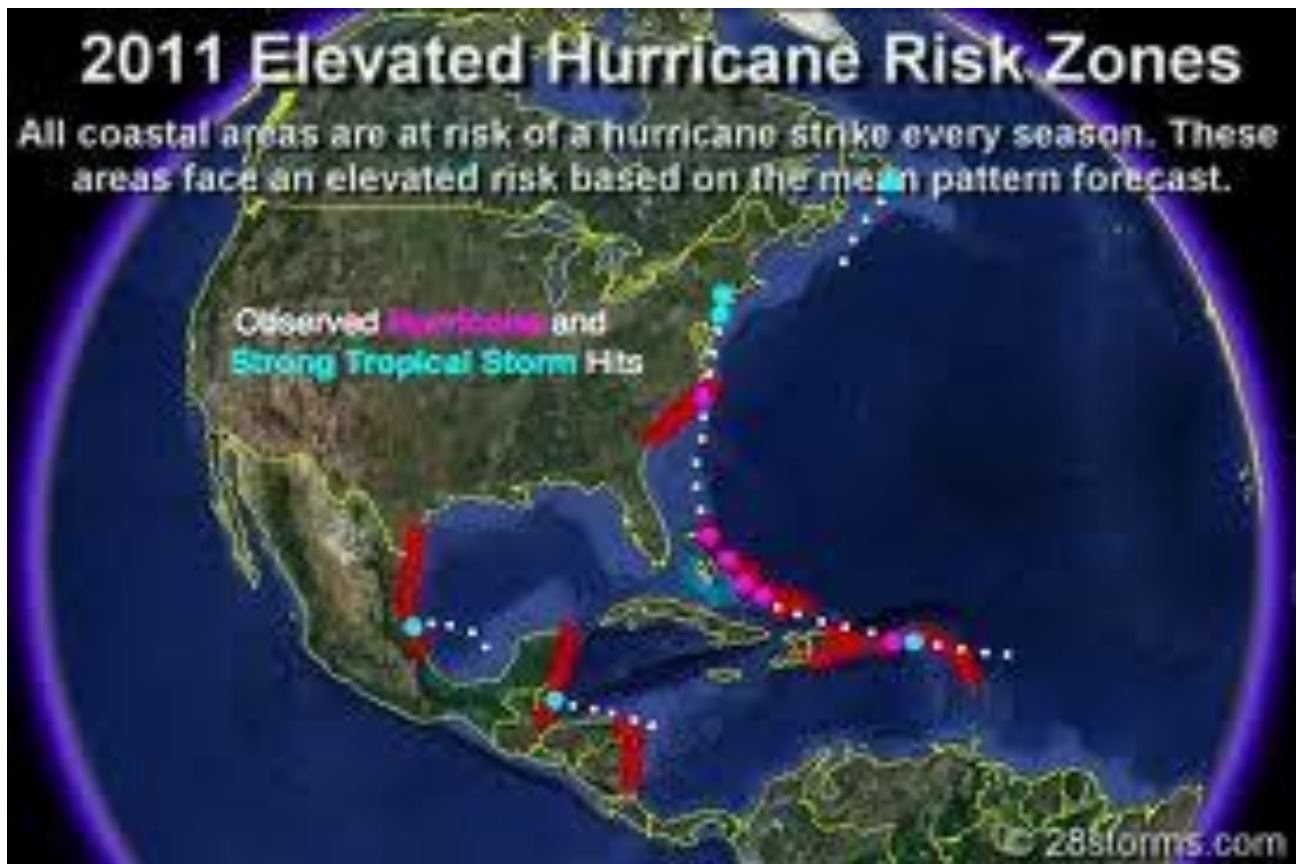 2011 Elevated Hurricane Risk Zones
All coastal areas are at risk of a hurricane strike every season. These
areas face an elevated risk based on the mean pattern forecast.
Observed Hurricane and
Strong Tropical Storm Hits
© 28storms.com